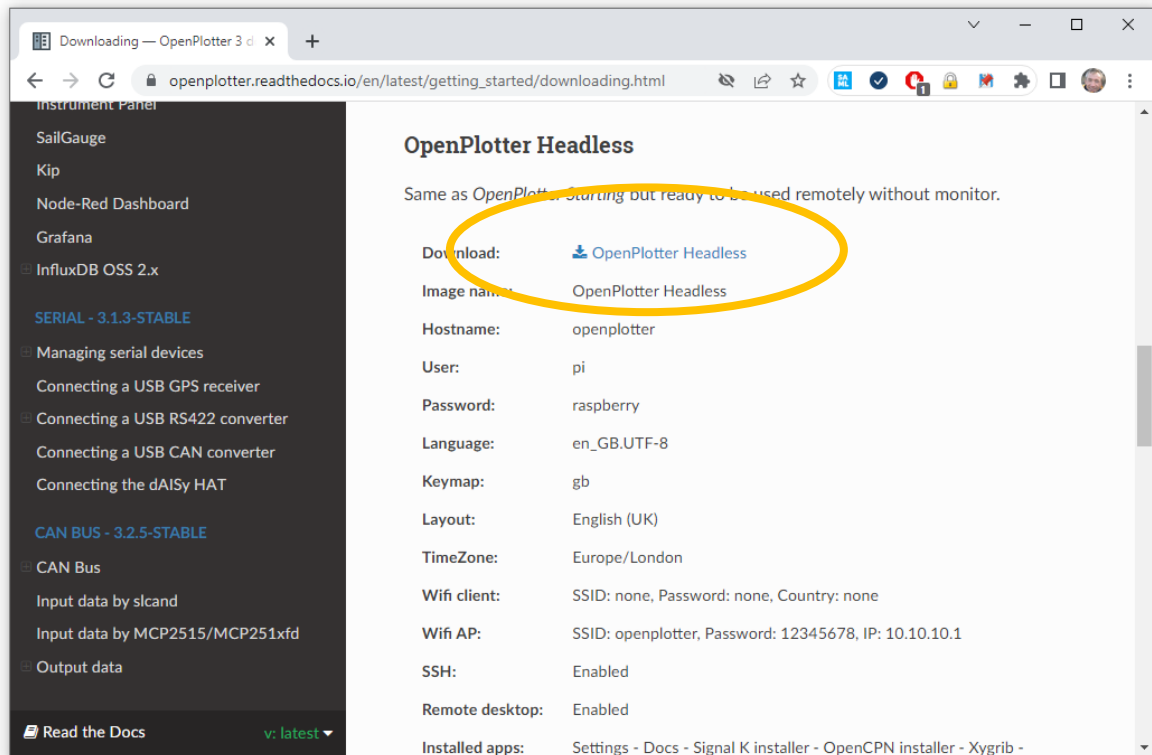 Downloading — OpenPlotter 3 d
openplotter.readthedocs.io/en/latest/getting_started/downloading.html
SA
ML
1
Instrument Panel
SailGauge
Kip
Node-Red Dashboard
Grafana
InfluxDB OSS 2.x
SERIAL - 3.1.3-STABLE
Managing serial devices
Connecting a USB GPS receiver
Connecting a USB RS422 converter
Connecting a USB CAN converter
Connecting the dAISy HAT
CAN BUS - 3.2.5-STABLE
CAN Bus
Input data by slcand
Input data by MCP2515/MCP251xfd
Output data
Read the Docs v: latest
OpenPlotter Headless
Same as OpenPlotter Starting but ready to be used remotely without monitor.
Download: OpenPlotter Headless
Image name: OpenPlotter Headless
Hostname: openplotter
User: pi
Password: raspberry
Language: en_GB.UTF-8
Keymap: gb
Layout: English (UK)
TimeZone: Europe/London
Wifi client: SSID: none, Password: none, Country: none
Wifi AP: SSID: openplotter, Password: 12345678, IP: 10.10.10.1
SSH: Enabled
Remote desktop: Enabled
Installed apps: Settings - Docs - Signal K installer - OpenCPN installer - Xygrib -